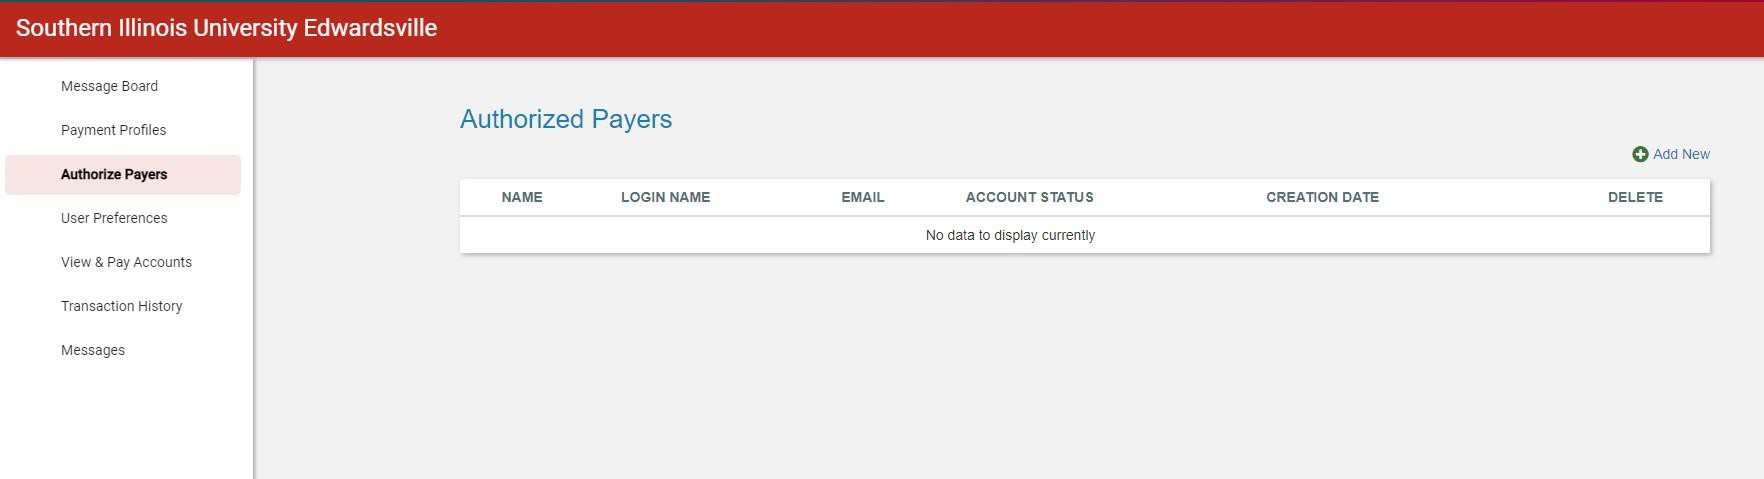 Southern Illinois University Edwardsville
Message Board
Payment Profiles
Authorize Payers
User Preferences
View & Pay Accounts
Transaction History
Messages
Authorized Payers
Add New
NAME LOGIN NAME EMAIL ACCOUNT STATUS CREATION DATE DELETE
No data to display currently